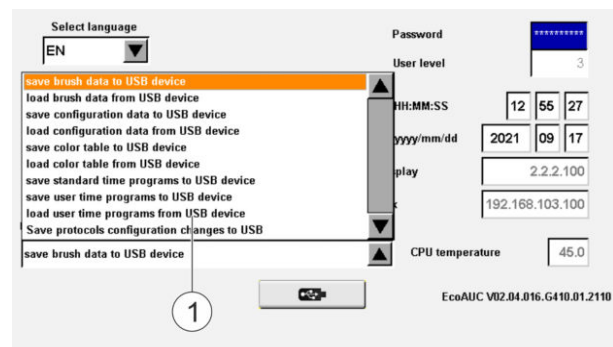 Select language
EN
Password
**********
User level
3
save brush data to USB device
load brush data from USB device
save configuration data to USB device
load configuration data from USB device
save color table to USB device
load color table from USB device
save standard time programs to USB device
save user time programs to USB device
load user time programs from USB device
Save protocols configuration changes to USB
HH:MM:SS
12 55 27
yyyy/mm/dd
2021 09 17
splay
2.2.2.100
192.168.103.100
save brush data to USB device
CPU temperature
45.0
1
EcoAUC V02.04.016.G410.01.2110